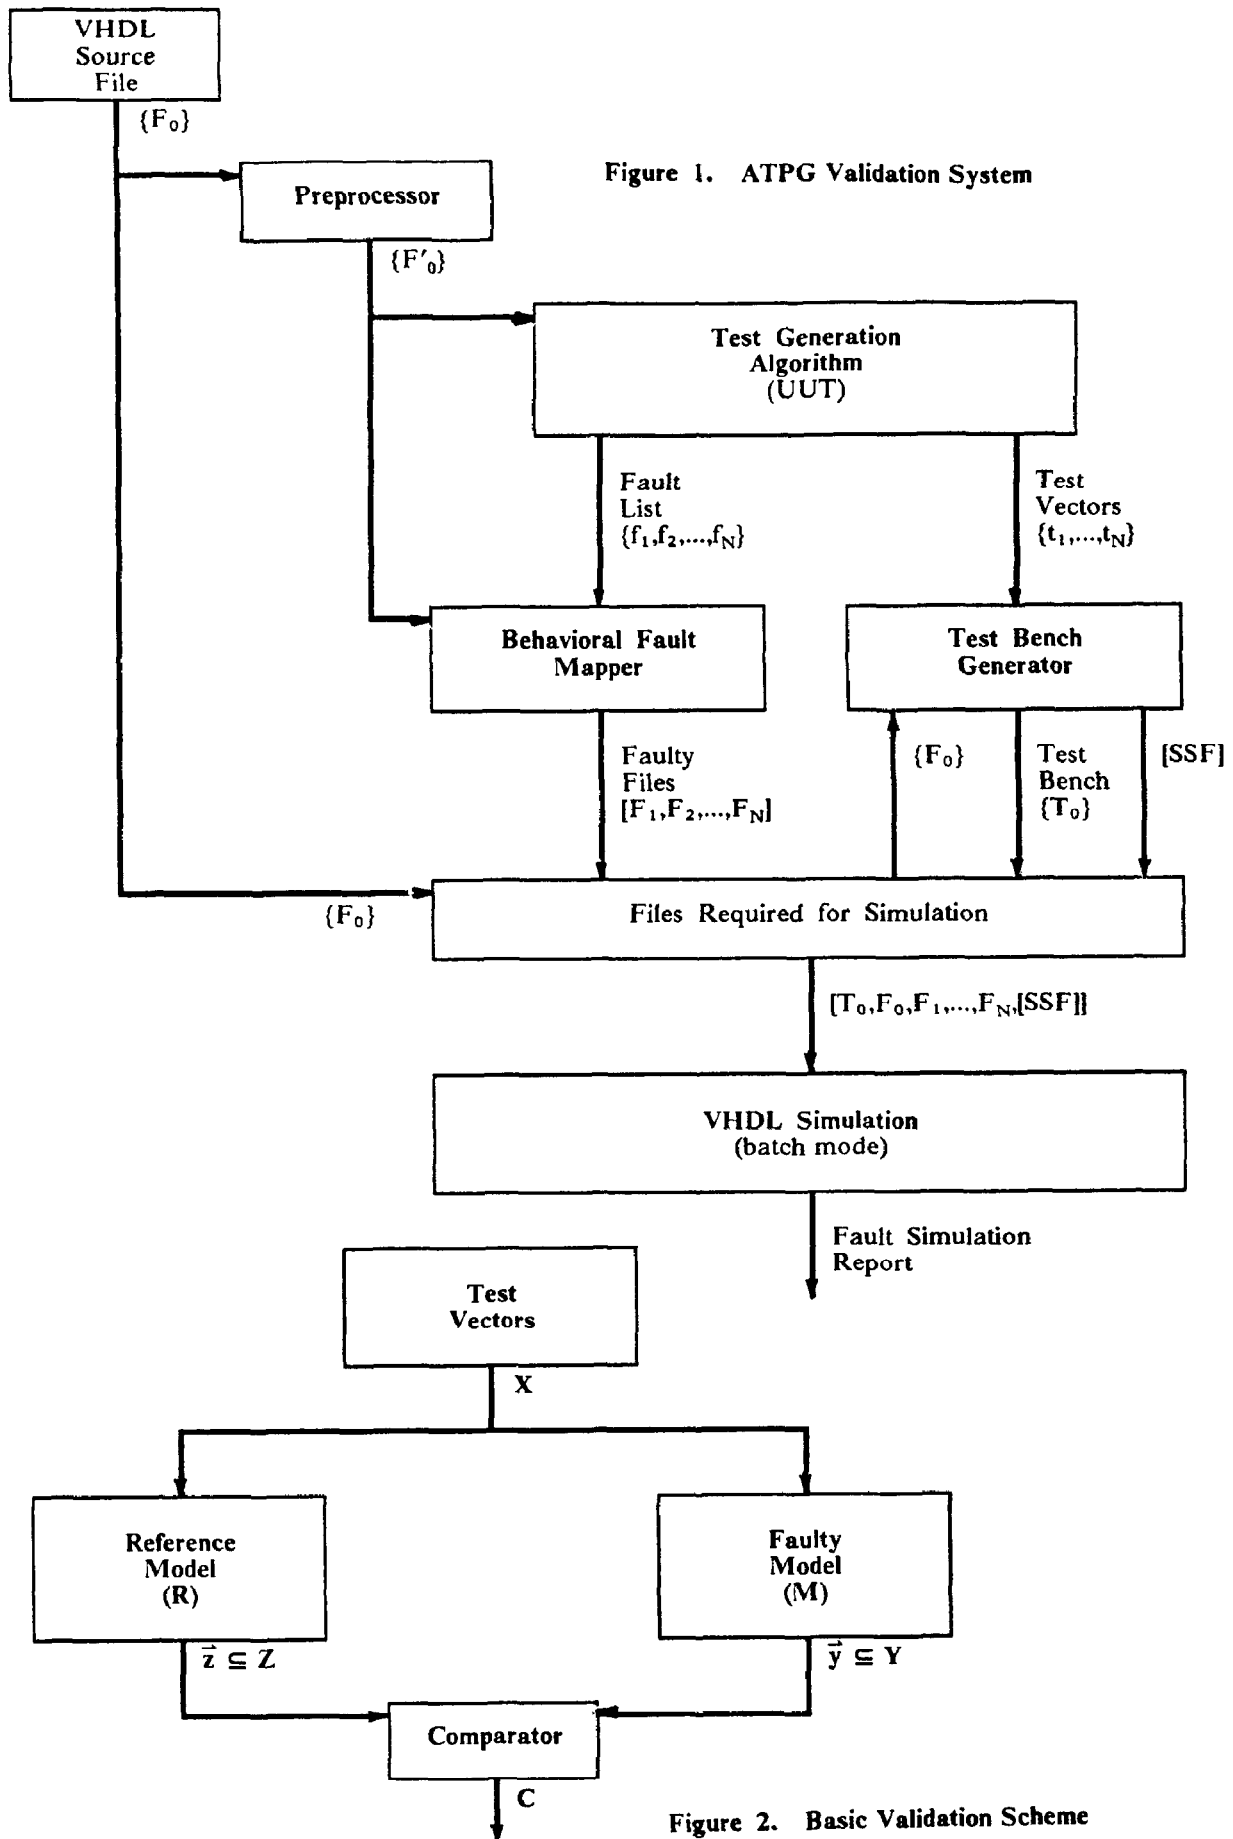 VHDL
Source
File
{F₀}
Figure 1. ATPG Validation System
Preprocessor
{F′₀}
Test Generation
Algorithm
(UUT)
Fault
List
{f₁,f₂,...,f_N}
Test
Vectors
{t₁,...,t_N}
Behavioral Fault
Mapper
Test Bench
Generator
Faulty
Files
[F₁,F₂,...,F_N]
{F₀}
Test
Bench
{T₀}
[SSF]
{F₀}
Files Required for Simulation
[T₀,F₀,F₁,...,F_N,[SSF]]
VHDL Simulation
(batch mode)
Fault Simulation
Report
Test
Vectors
X
Reference
Model
(R)
Faulty
Model
(M)
z⃗ ⊆ Z
y⃗ ⊆ Y
Comparator
C
Figure 2. Basic Validation Scheme